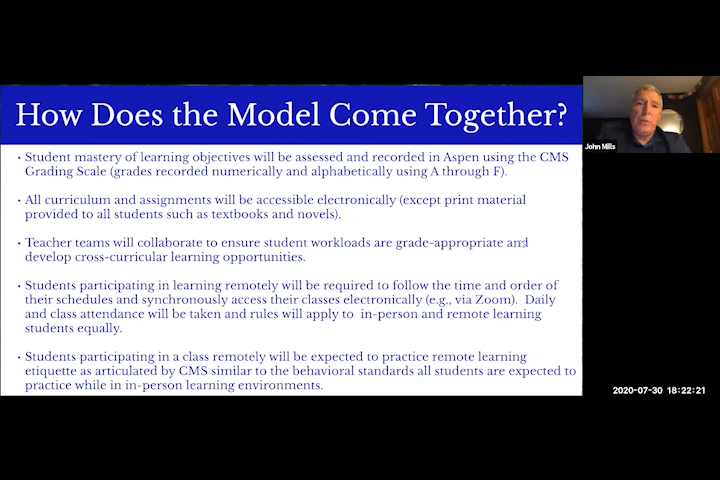 How Does the Model Come Together?
• Student mastery of learning objectives will be assessed and recorded in Aspen using the CMS
Grading Scale (grades recorded numerically and alphabetically using A through F).
• All curriculum and assignments will be accessible electronically (except print material
provided to all students such as textbooks and novels).
• Teacher teams will collaborate to ensure student workloads are grade-appropriate and
develop cross-curricular learning opportunities.
• Students participating in learning remotely will be required to follow the time and order of
their schedules and synchronously access their classes electronically (e.g., via Zoom). Daily
and class attendance will be taken and rules will apply to in-person and remote learning
students equally.
• Students participating in a class remotely will be expected to practice remote learning
etiquette as articulated by CMS similar to the behavioral standards all students are expected to
practice while in in-person learning environments.
John Mills
2020-07-30 18:22:21